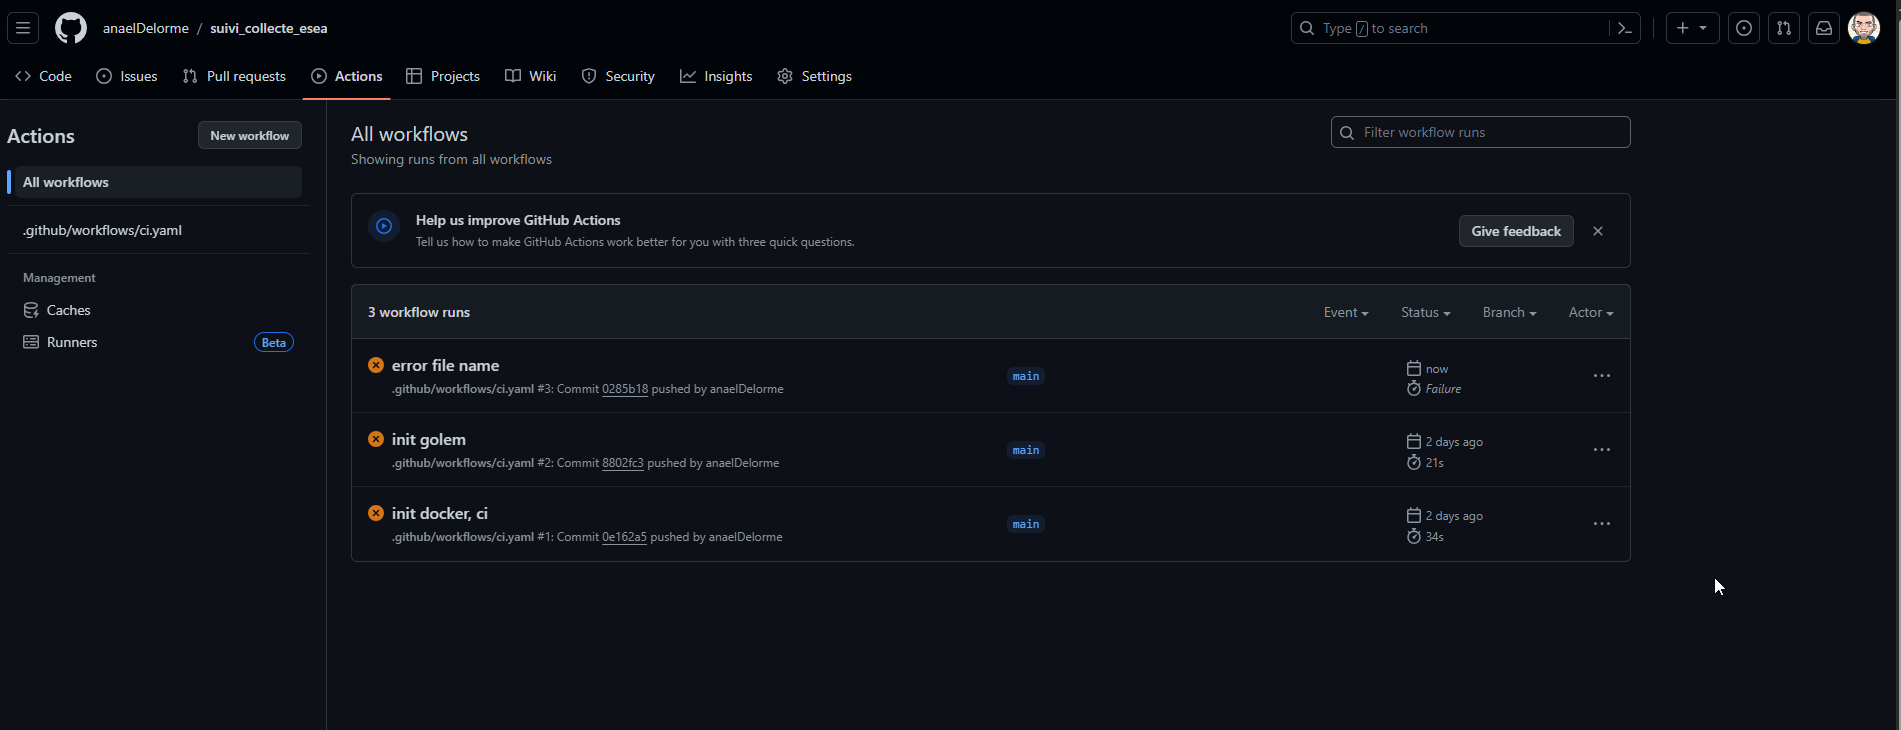 anaelDelorme / suivi_collecte_esea
Type / to search
Code Issues Pull requests Actions Projects Wiki Security Insights Settings
Actions
New workflow
All workflows
.github/workflows/ci.yaml
Management
Caches
Runners Beta
All workflows
Showing runs from all workflows
Filter workflow runs
Help us improve GitHub Actions
Tell us how to make GitHub Actions work better for you with three quick questions.
Give feedback
3 workflow runs
Event Status Branch Actor
error file name
.github/workflows/ci.yaml #3: Commit 0285b18 pushed by anaelDelorme
main
now
Failure
init golem
.github/workflows/ci.yaml #2: Commit 8802fc3 pushed by anaelDelorme
main
2 days ago
21s
init docker, ci
.github/workflows/ci.yaml #1: Commit 0e162a5 pushed by anaelDelorme
main
2 days ago
34s